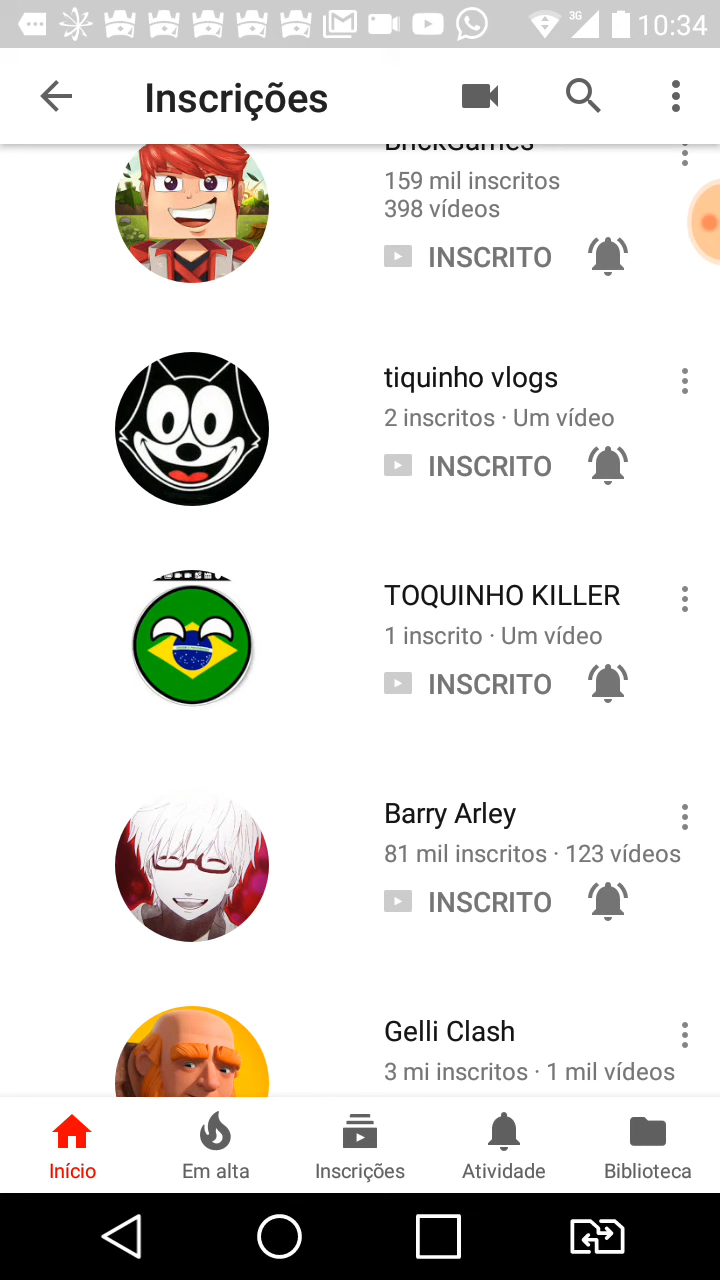 3G 10:34
Inscrições
BrickGames
159 mil inscritos
398 vídeos
INSCRITO
tiquinho vlogs
2 inscritos · Um vídeo
INSCRITO
TOQUINHO KILLER
1 inscrito · Um vídeo
INSCRITO
Barry Arley
81 mil inscritos · 123 vídeos
INSCRITO
Gelli Clash
3 mi inscritos · 1 mil vídeos
Início Em alta Inscrições Atividade Biblioteca